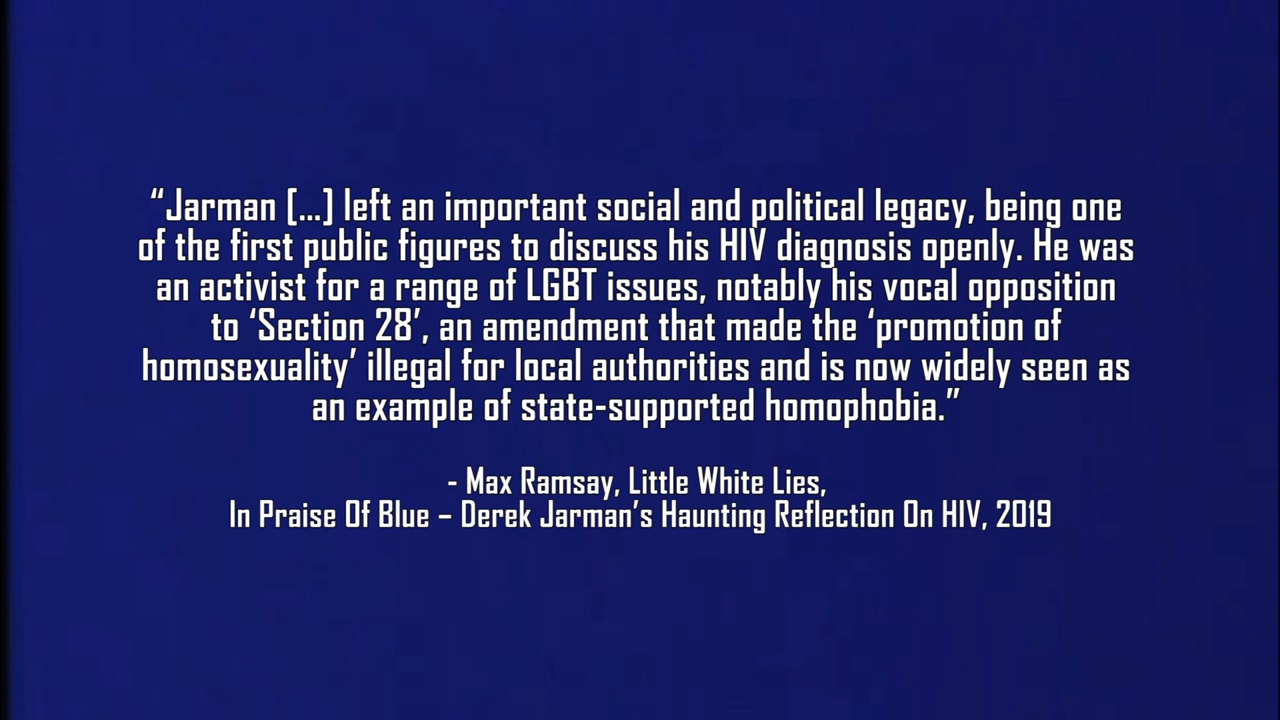 “Jarman [...] left an important social and political legacy, being one
of the first public figures to discuss his HIV diagnosis openly. He was
an activist for a range of LGBT issues, notably his vocal opposition
to ‘Section 28’, an amendment that made the ‘promotion of
homosexuality’ illegal for local authorities and is now widely seen as
an example of state-supported homophobia.”
- Max Ramsay, Little White Lies,
In Praise Of Blue – Derek Jarman’s Haunting Reflection On HIV, 2019